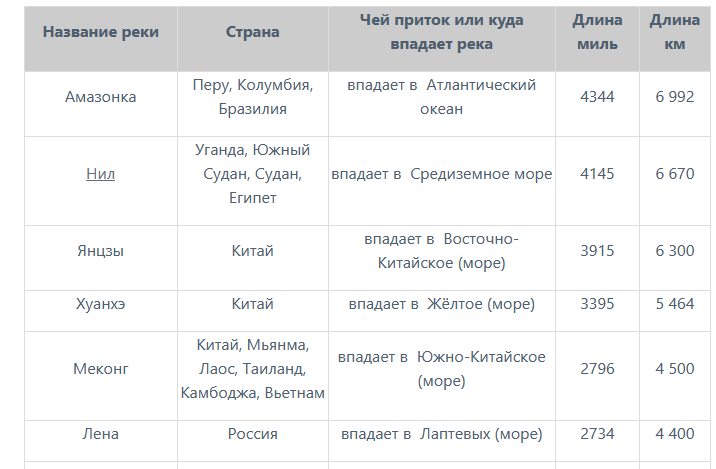 Название реки Страна Чей приток или куда впадает река Длина миль Длина км
Амазонка Перу, Колумбия, Бразилия впадает в Атлантический океан 4344 6 992
Нил Уганда, Южный Судан, Судан, Египет впадает в Средиземное море 4145 6 670
Янцзы Китай впадает в Восточно-Китайское (море) 3915 6 300
Хуанхэ Китай впадает в Жёлтое (море) 3395 5 464
Меконг Китай, Мьянма, Лаос, Таиланд, Камбоджа, Вьетнам впадает в Южно-Китайское (море) 2796 4 500
Лена Россия впадает в Лаптевых (море) 2734 4 400